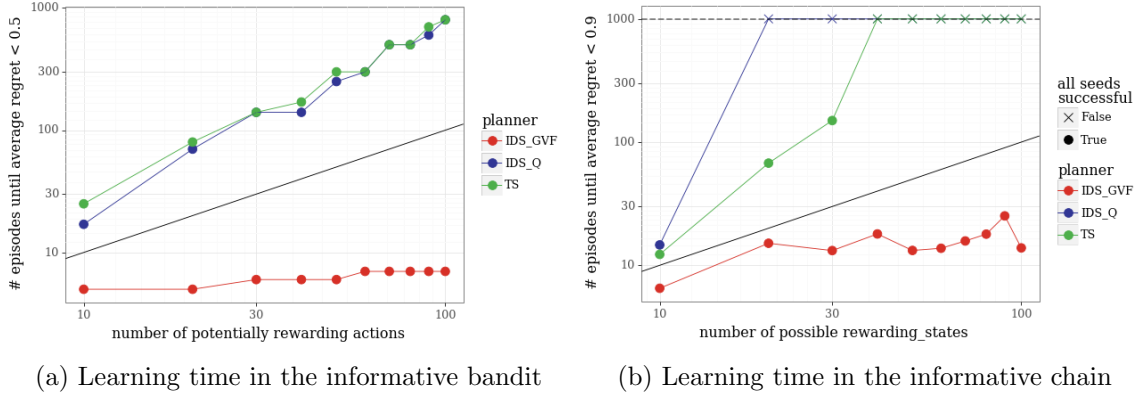 # episodes until average regret < 0.5
1000
300
100
30
10
10
30
100
number of potentially rewarding actions
planner
IDS_GVF
IDS_Q
TS
(a) Learning time in the informative bandit
# episodes until average regret < 0.9
1000
300
100
30
10
10
30
100
number of possible rewarding_states
all seeds
successful
False
True
planner
IDS_GVF
IDS_Q
TS
(b) Learning time in the informative chain